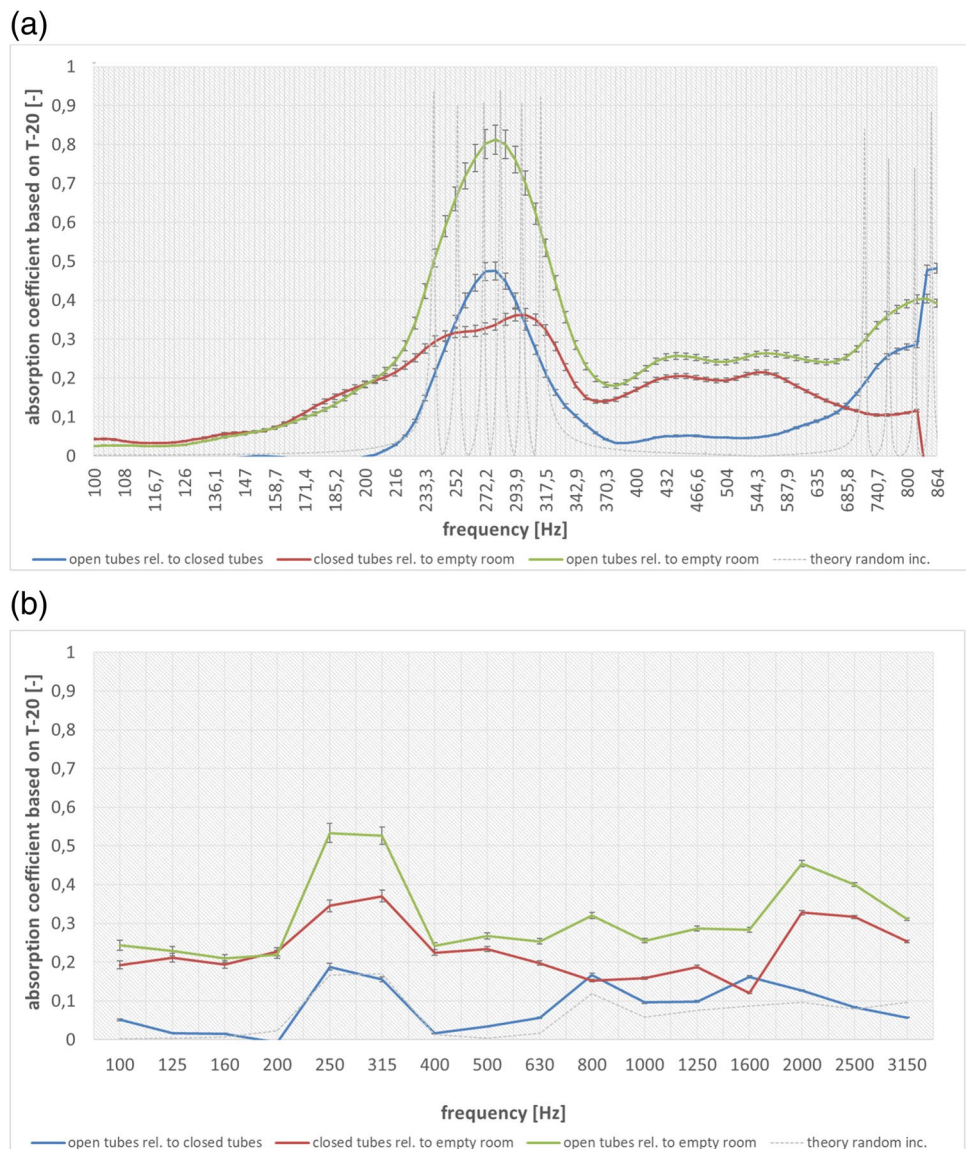 (a)
absorption coefficient based on T-20 [-]
1
0,9
0,8
0,7
0,6
0,5
0,4
0,3
0,2
0,1
0
100 108 116,7 126 136,1 147 158,7 171,4 185,2 200 216 233,3 252 272,2 293,9 317,5 342,9 370,3 400 432 466,6 504 544,3 587,9 635 685,8 740,7 800 864
frequency [Hz]
open tubes rel. to closed tubes closed tubes rel. to empty room open tubes rel. to empty room theory random inc.
(b)
absorption coefficient based on T-20 [-]
1
0,9
0,8
0,7
0,6
0,5
0,4
0,3
0,2
0,1
0
100 125 160 200 250 315 400 500 630 800 1000 1250 1600 2000 2500 3150
frequency [Hz]
open tubes rel. to closed tubes closed tubes rel. to empty room open tubes rel. to empty room theory random inc.